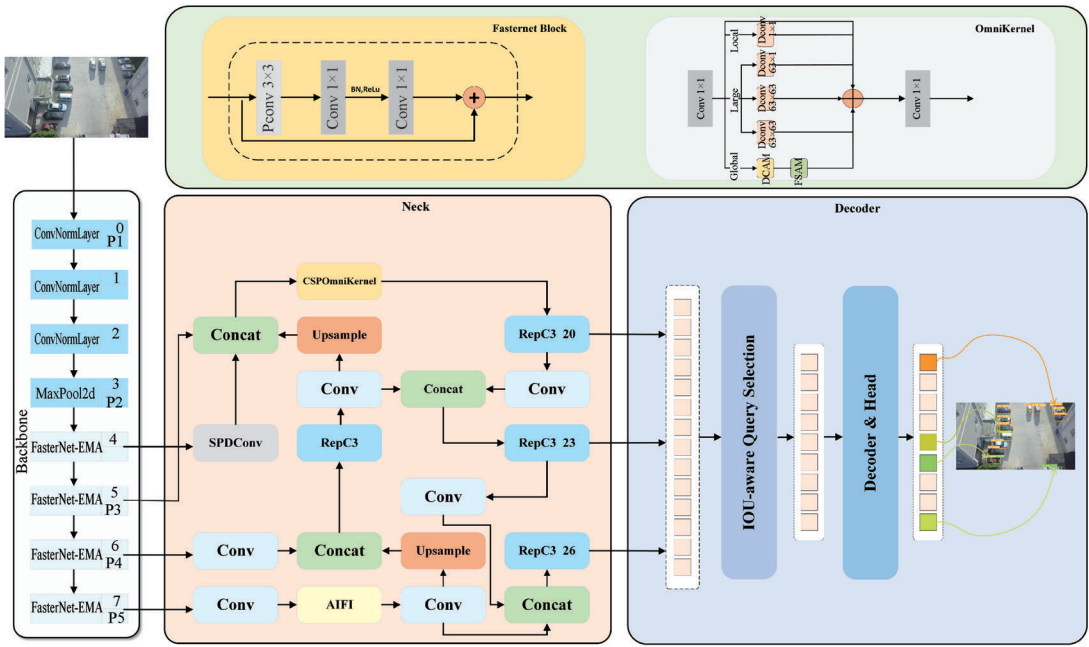 Fasternet Block
Pconv 3×3
Conv 1×1
BN,ReLu
Conv 1×1
+
OmniKernel
Conv 1×1
Local
Large
Global
Dconv 1×1
Dconv 63×1
Dconv 63×63
Dconv 63×63
DCAM
FSAM
Conv 1×1
Backbone
ConvNormLayer 0 P1
ConvNormLayer 1
ConvNormLayer 2
MaxPool2d 3 P2
FasterNet-EMA 4
FasterNet-EMA 5 P3
FasterNet-EMA 6 P4
FasterNet-EMA 7 P5
Neck
CSPOmniKernel
Concat
Upsample
RepC3 20
Conv
Concat
Conv
SPDConv
RepC3
RepC3 23
Conv
Conv
Concat
Upsample
RepC3 26
Conv
AIFI
Conv
Concat
Decoder
IOU-aware Query Selection
Decoder & Head